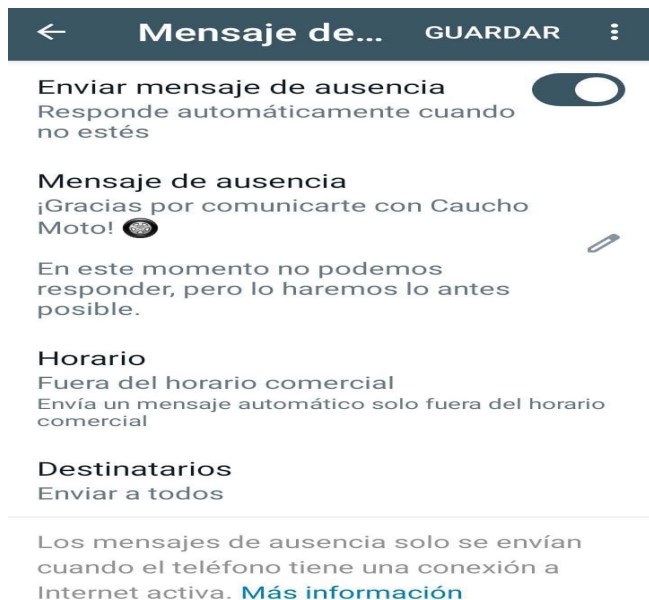 Mensaje de... GUARDAR
Enviar mensaje de ausencia
Responde automáticamente cuando
no estés
Mensaje de ausencia
¡Gracias por comunicarte con Caucho
Moto!
En este momento no podemos
responder, pero lo haremos lo antes
posible.
Horario
Fuera del horario comercial
Envía un mensaje automático solo fuera del horario
comercial
Destinatarios
Enviar a todos
Los mensajes de ausencia solo se envían
cuando el teléfono tiene una conexión a
Internet activa. Más información